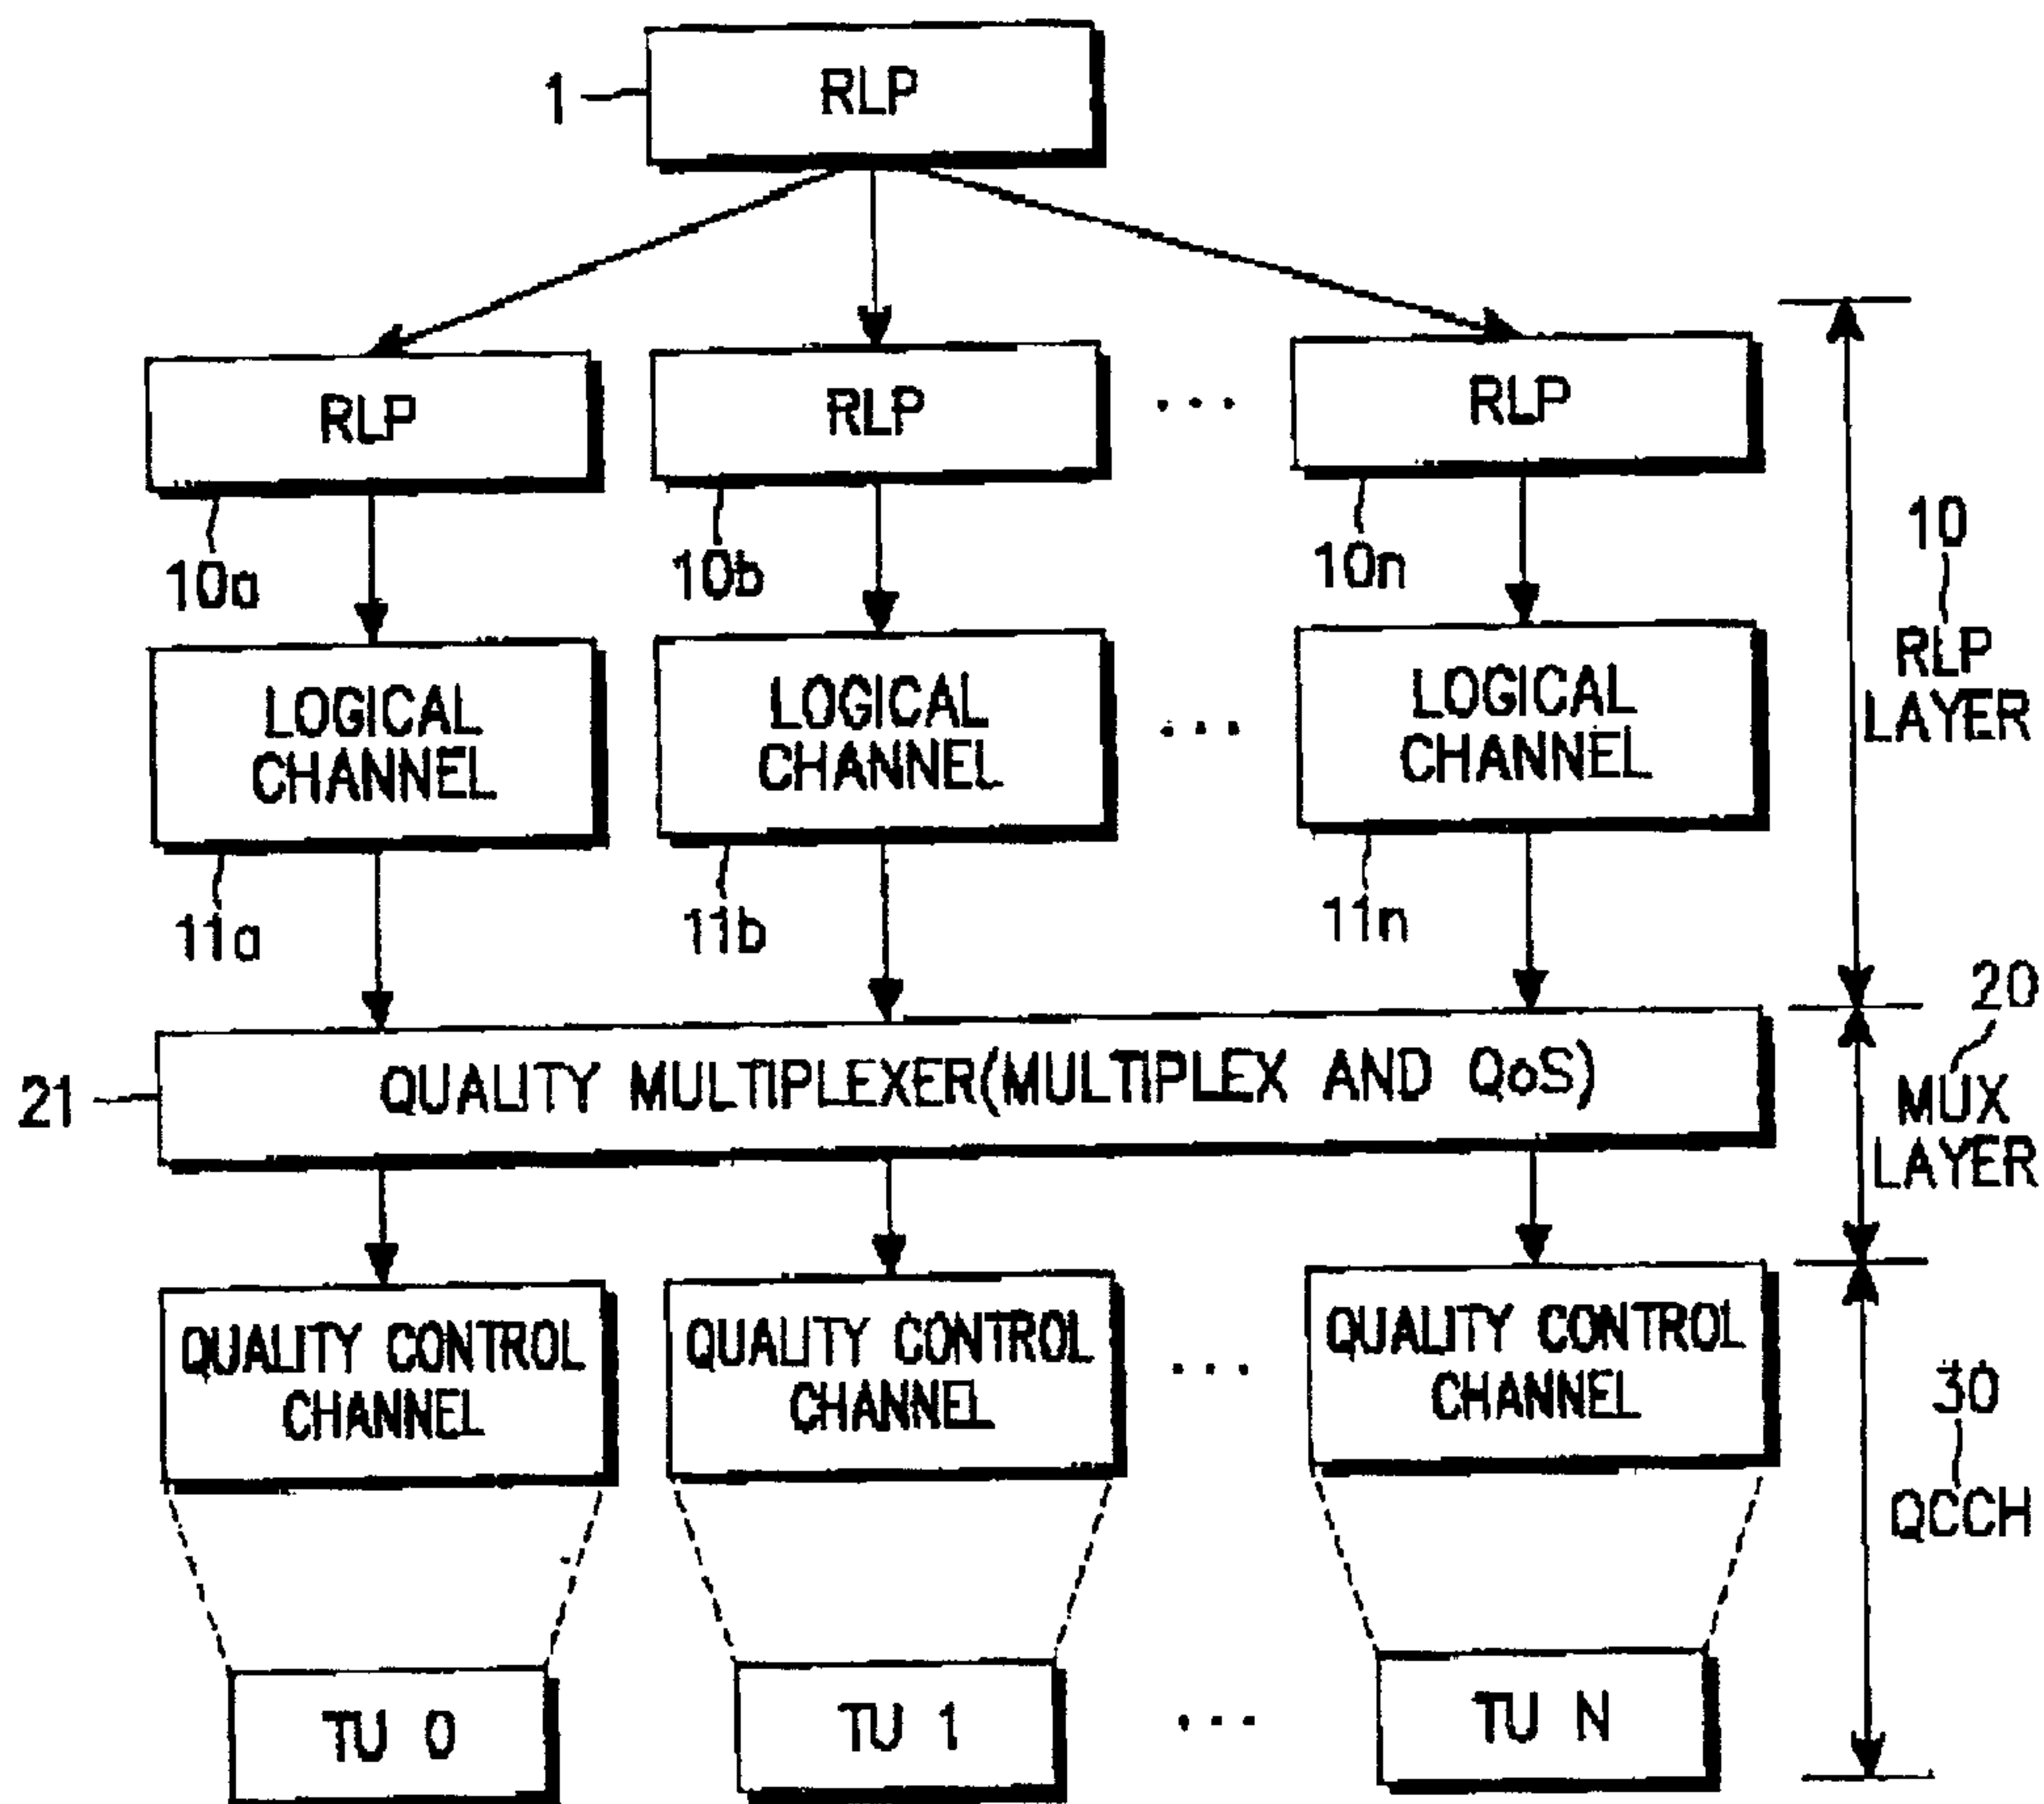 1
RLP
RLP
RLP
...
RLP
10a
10b
10n
10
RLP
LAYER
LOGICAL
CHANNEL
LOGICAL
CHANNEL
...
LOGICAL
CHANNEL
11a
11b
11n
20
MUX
LAYER
21
QUALITY MULTIPLEXER(MULTIPLEX AND QoS)
QUALITY CONTROL
CHANNEL
QUALITY CONTROL
CHANNEL
...
QUALITY CONTROL
CHANNEL
30
QCCH
TU 0
TU 1
...
TU N